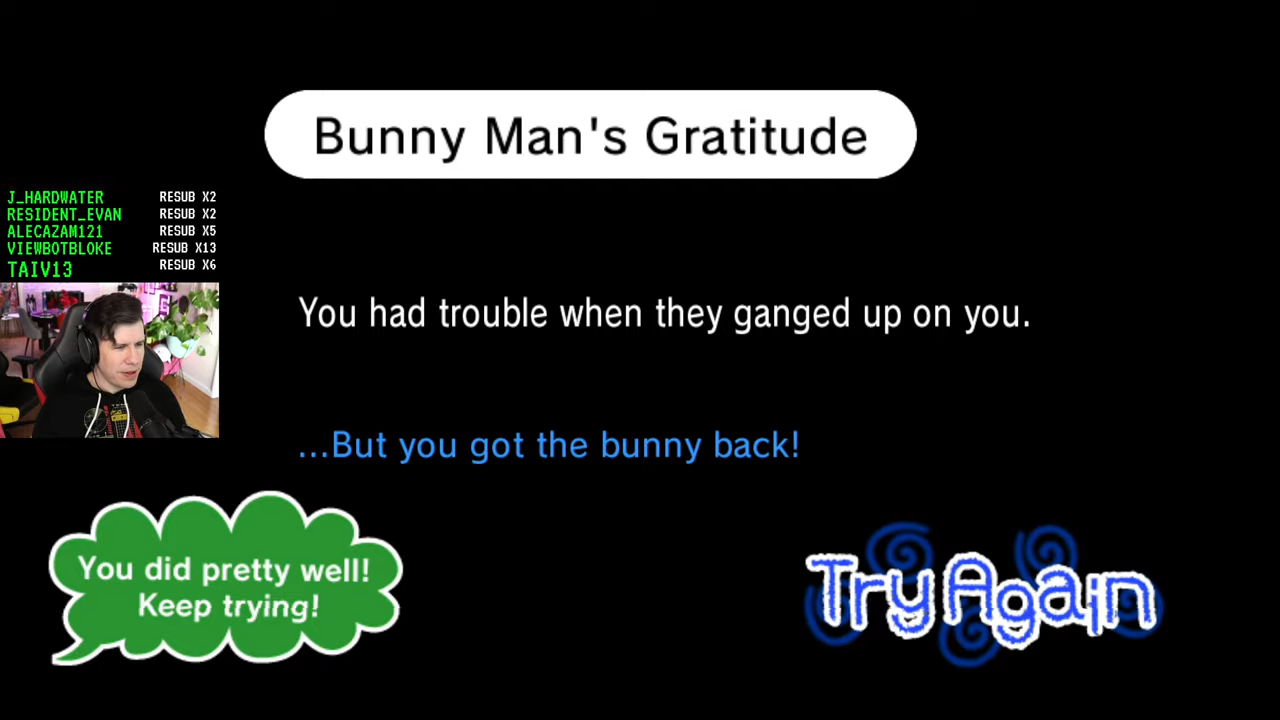 Bunny Man's Gratitude
J_HARDWATER RESUB X2
RESIDENT_EVAN RESUB X2
ALECAZAM121 RESUB X5
VIEWBOTBLOKE RESUB X13
TAIV13 RESUB X6
You had trouble when they ganged up on you.
...But you got the bunny back!
You did pretty well!
Keep trying!
Try Again